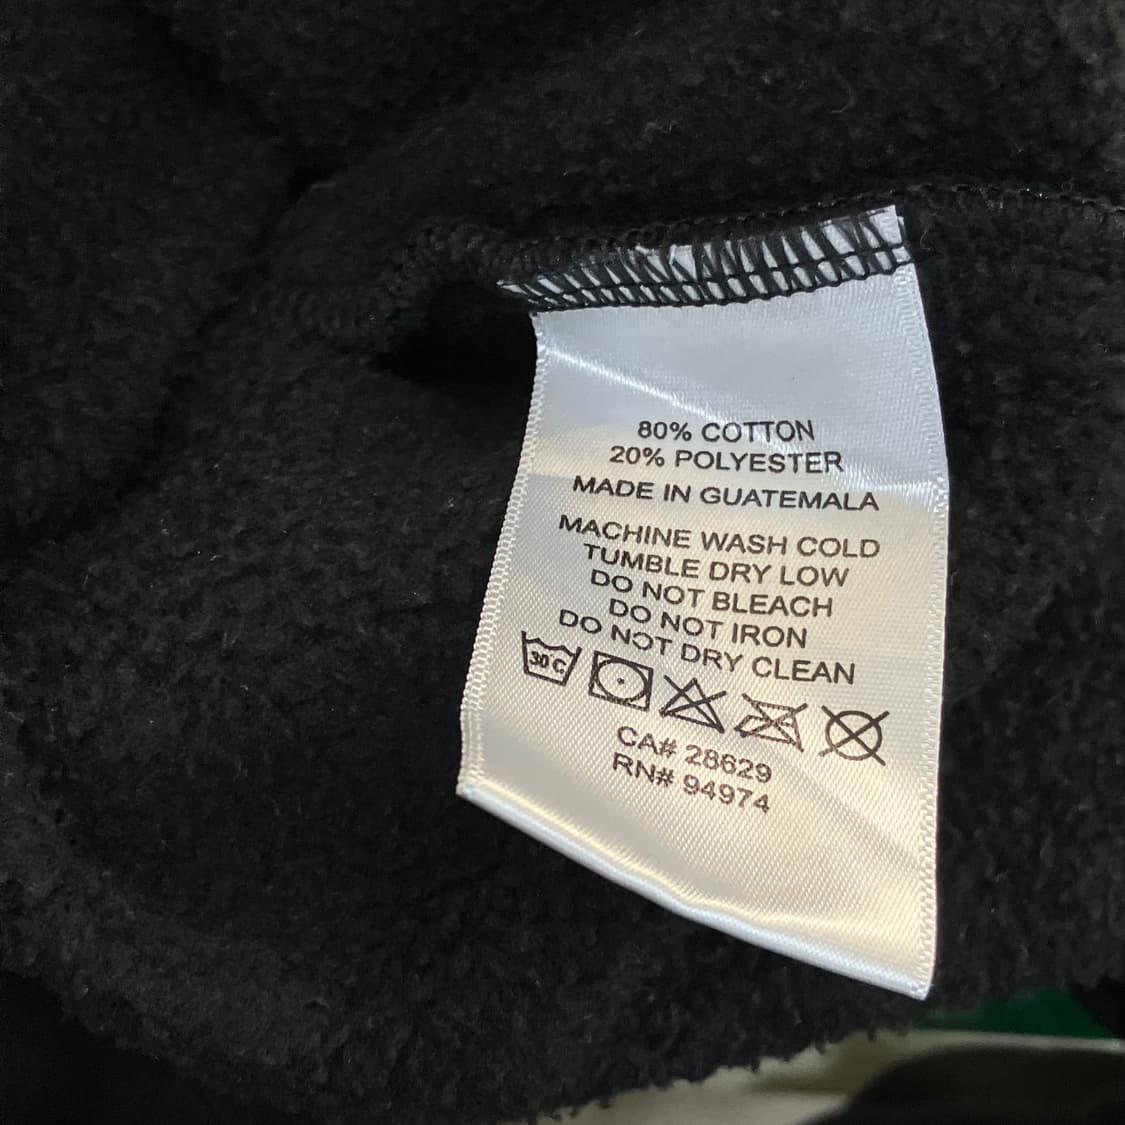 80% COTTON
20% POLYESTER
MADE IN GUATEMALA
MACHINE WASH COLD
TUMBLE DRY LOW
DO NOT BLEACH
DO NOT IRON
DO NOT DRY CLEAN
30°C
CA# 28629
RN# 94974